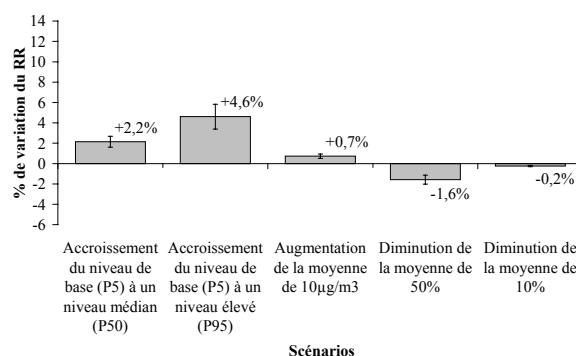 % de variation du RR
14
12
10
8
6
4
2
0
-2
-4
-6
+2,2%
+4,6%
+0,7%
-1,6%
-0,2%
Accroissement
du niveau de
base (P5) à un
niveau médian
(P50)
Accroissement
du niveau de
base (P5) à un
niveau élevé
(P95)
Augmentation
de la moyenne
de 10µg/m3
Diminution de
la moyenne de
50%
Diminution de
la moyenne de
10%
Scénarios